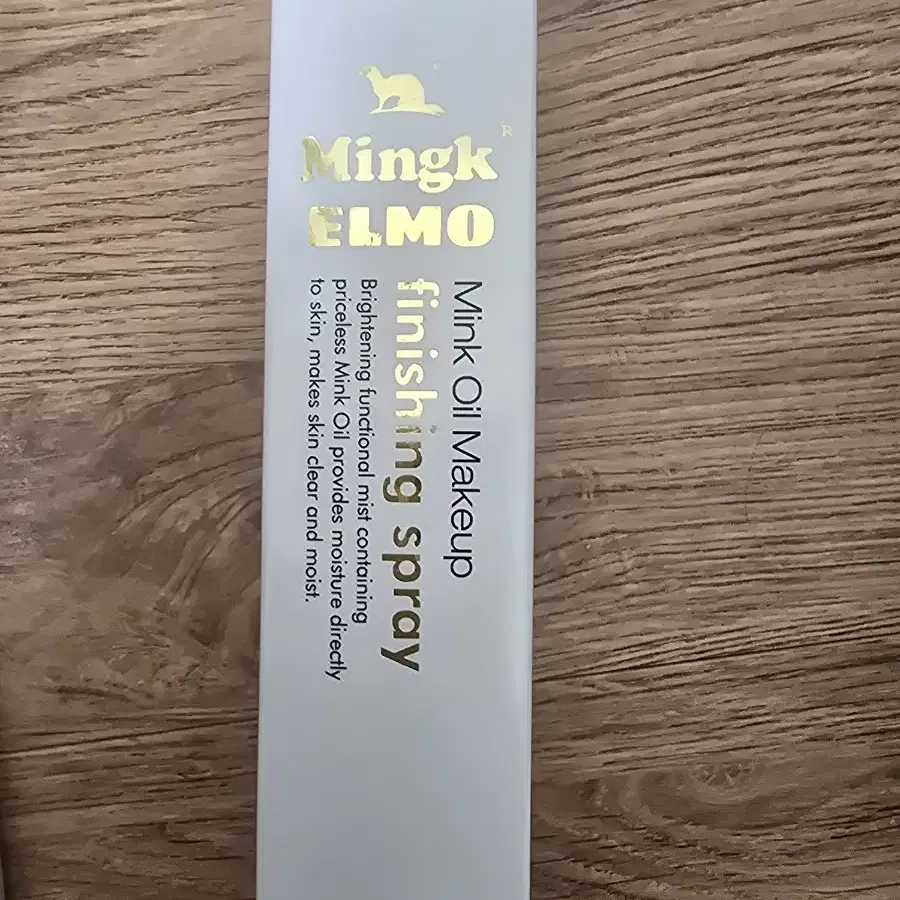 Mingk®
ELMO
Mink Oil Makeup
finishing spray
Brightening functional mist containing
priceless Mink Oil provides moisture directly
to skin, makes skin clear and moist.